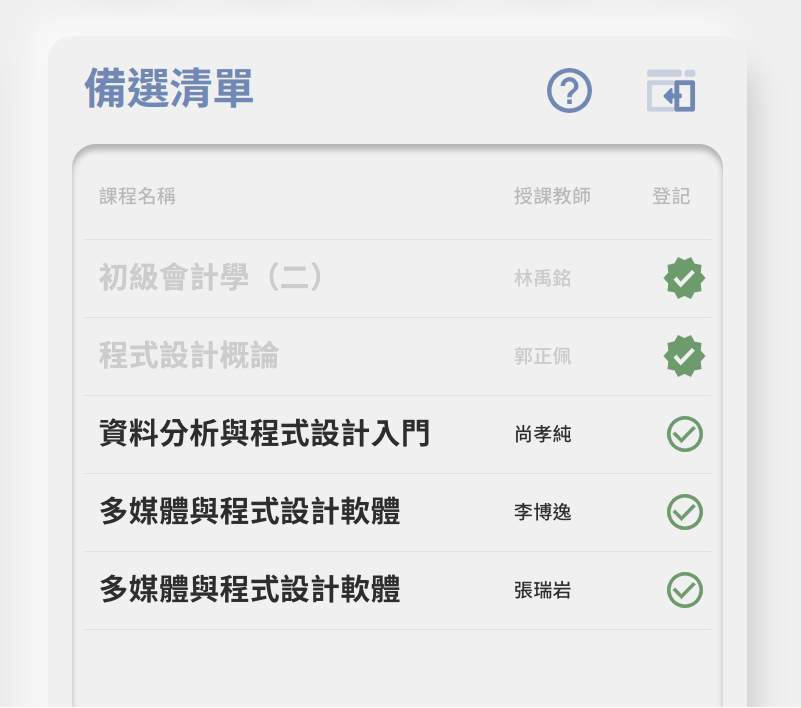 備選清單
課程名稱 授課教師 登記
初級會計學（二） 林禹銘
程式設計概論 郭正佩
資料分析與程式設計入門 尚孝純
多媒體與程式設計軟體 李博逸
多媒體與程式設計軟體 張瑞岩